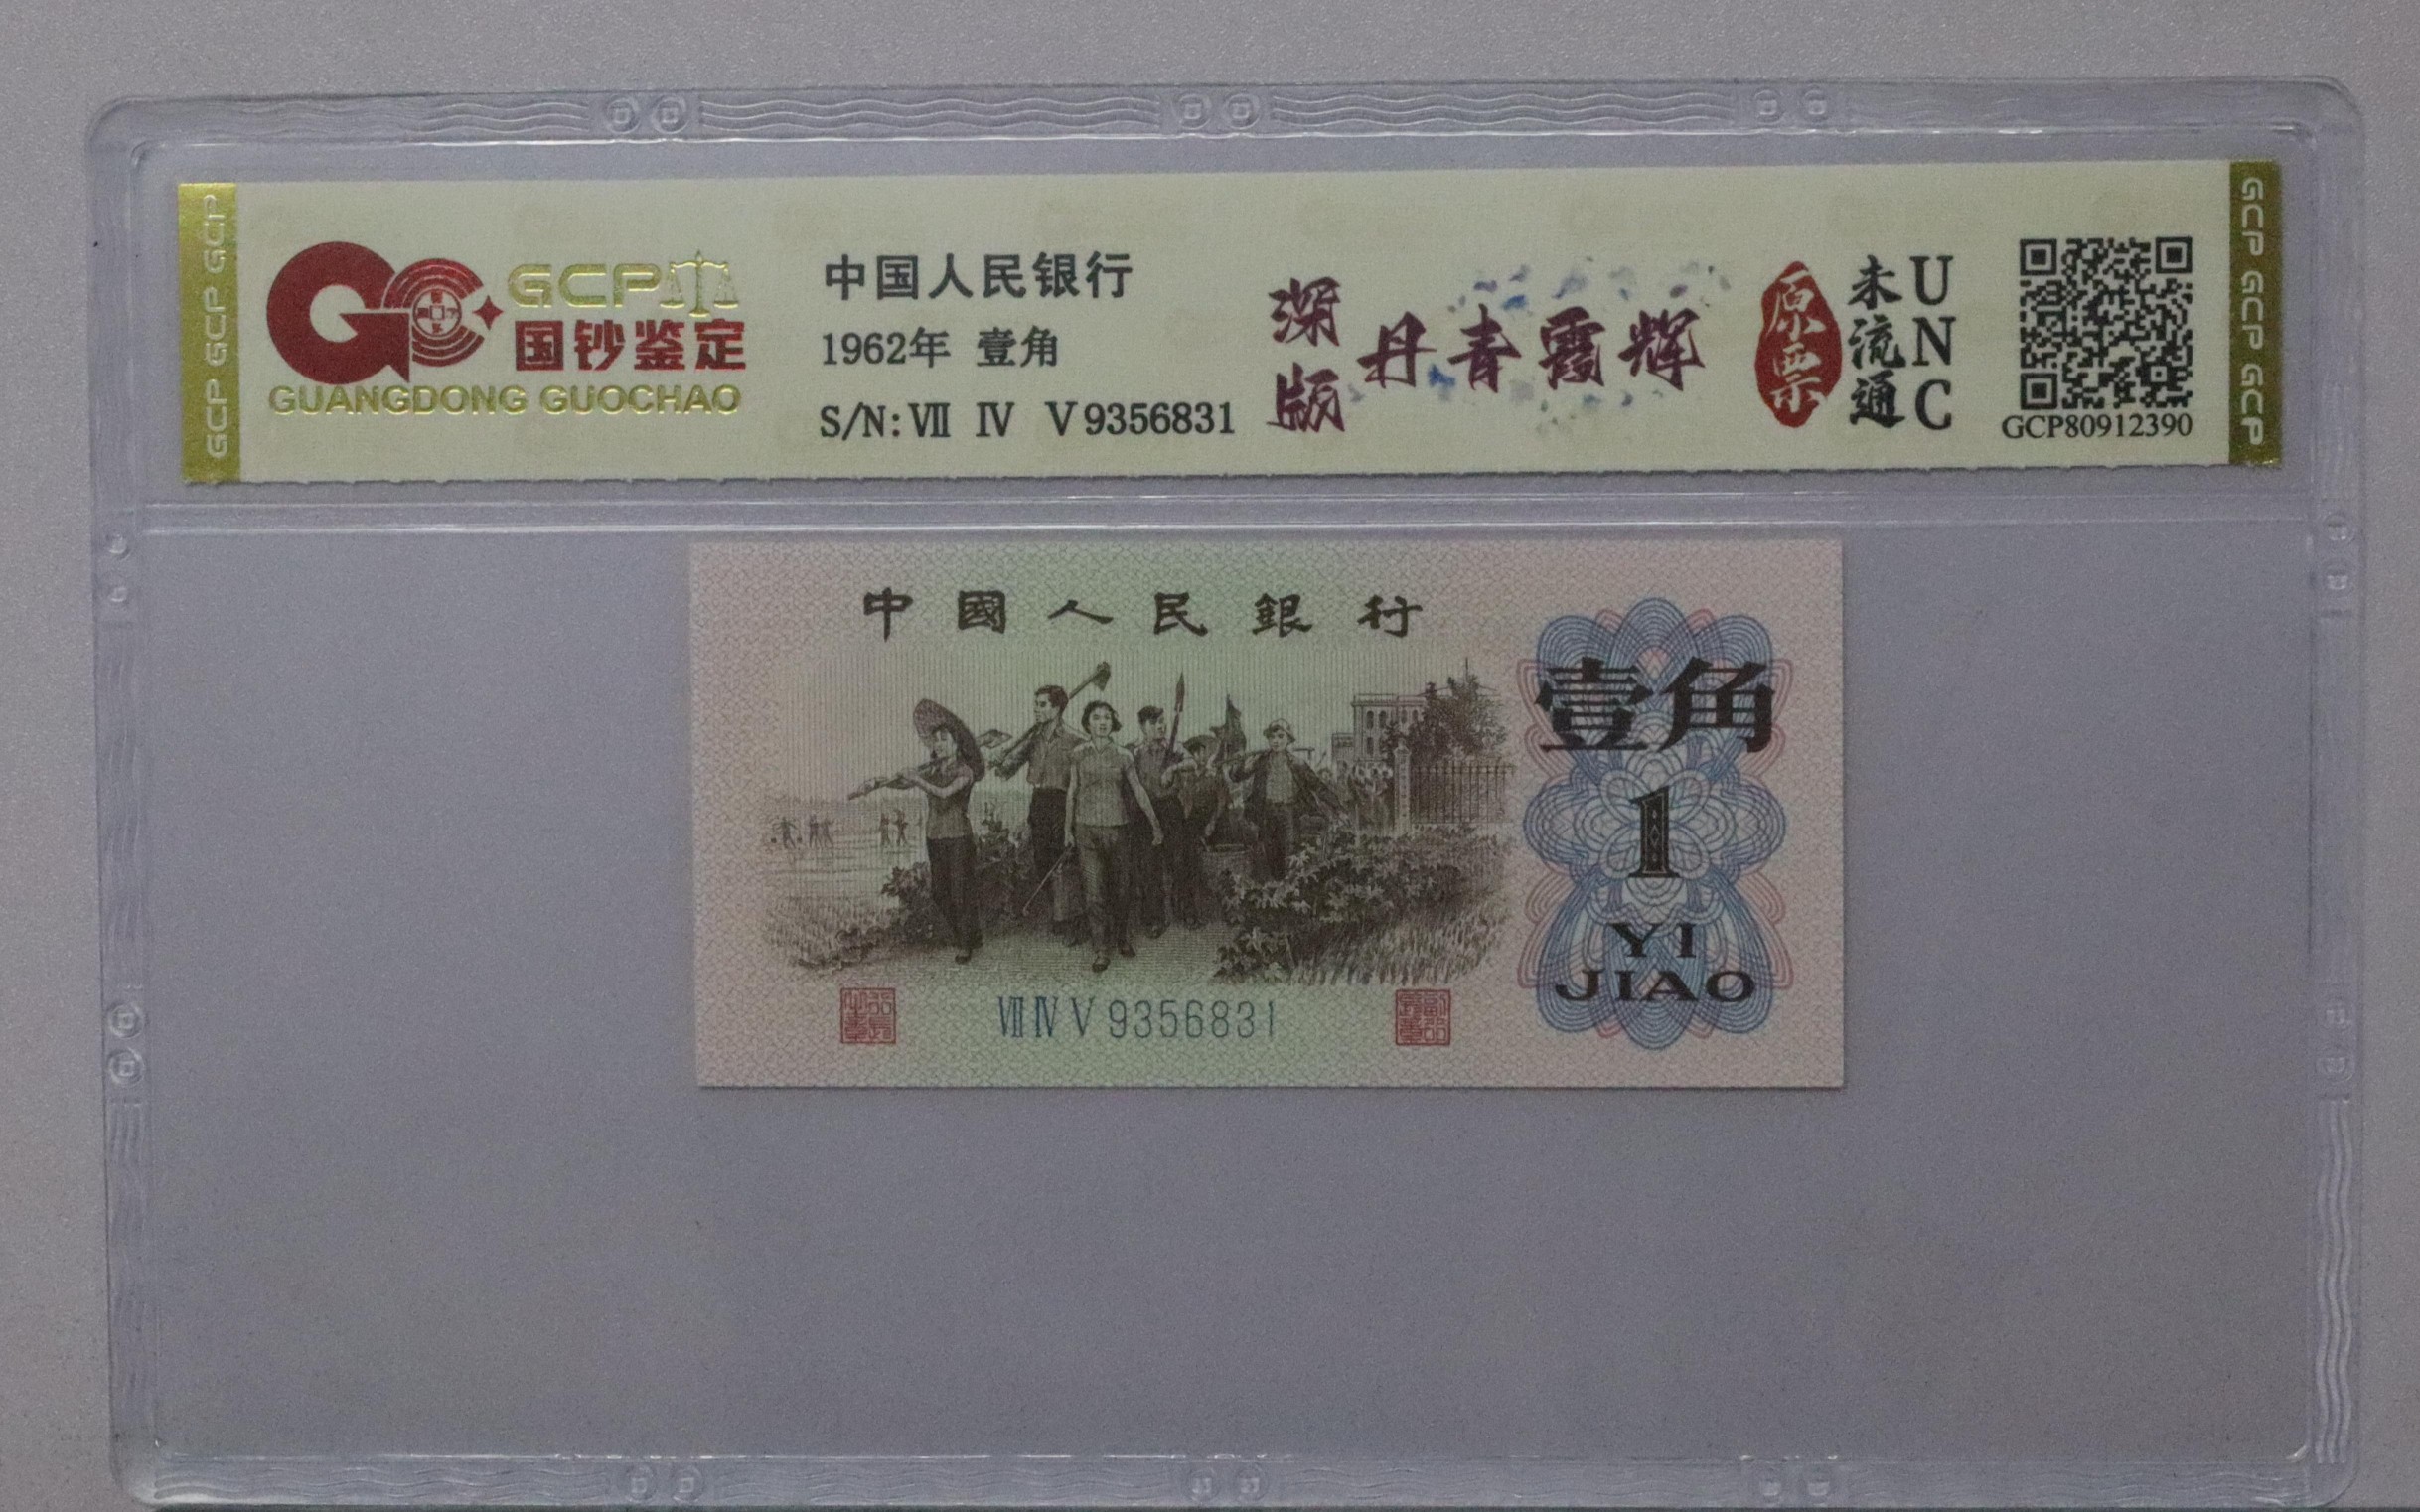 GCP GCP GCP
GCP
国钞鉴定
GUANGDONG GUOCHAO
中国人民银行
1962年 壹角
S/N: Ⅶ Ⅳ Ⅴ 9356831
深版
丹青霞辉
原票
未流通
UNC
GCP80912390
GCP GCP GCP
中國人民銀行
壹角
1
YI
JIAO
Ⅶ Ⅳ Ⅴ 9356831